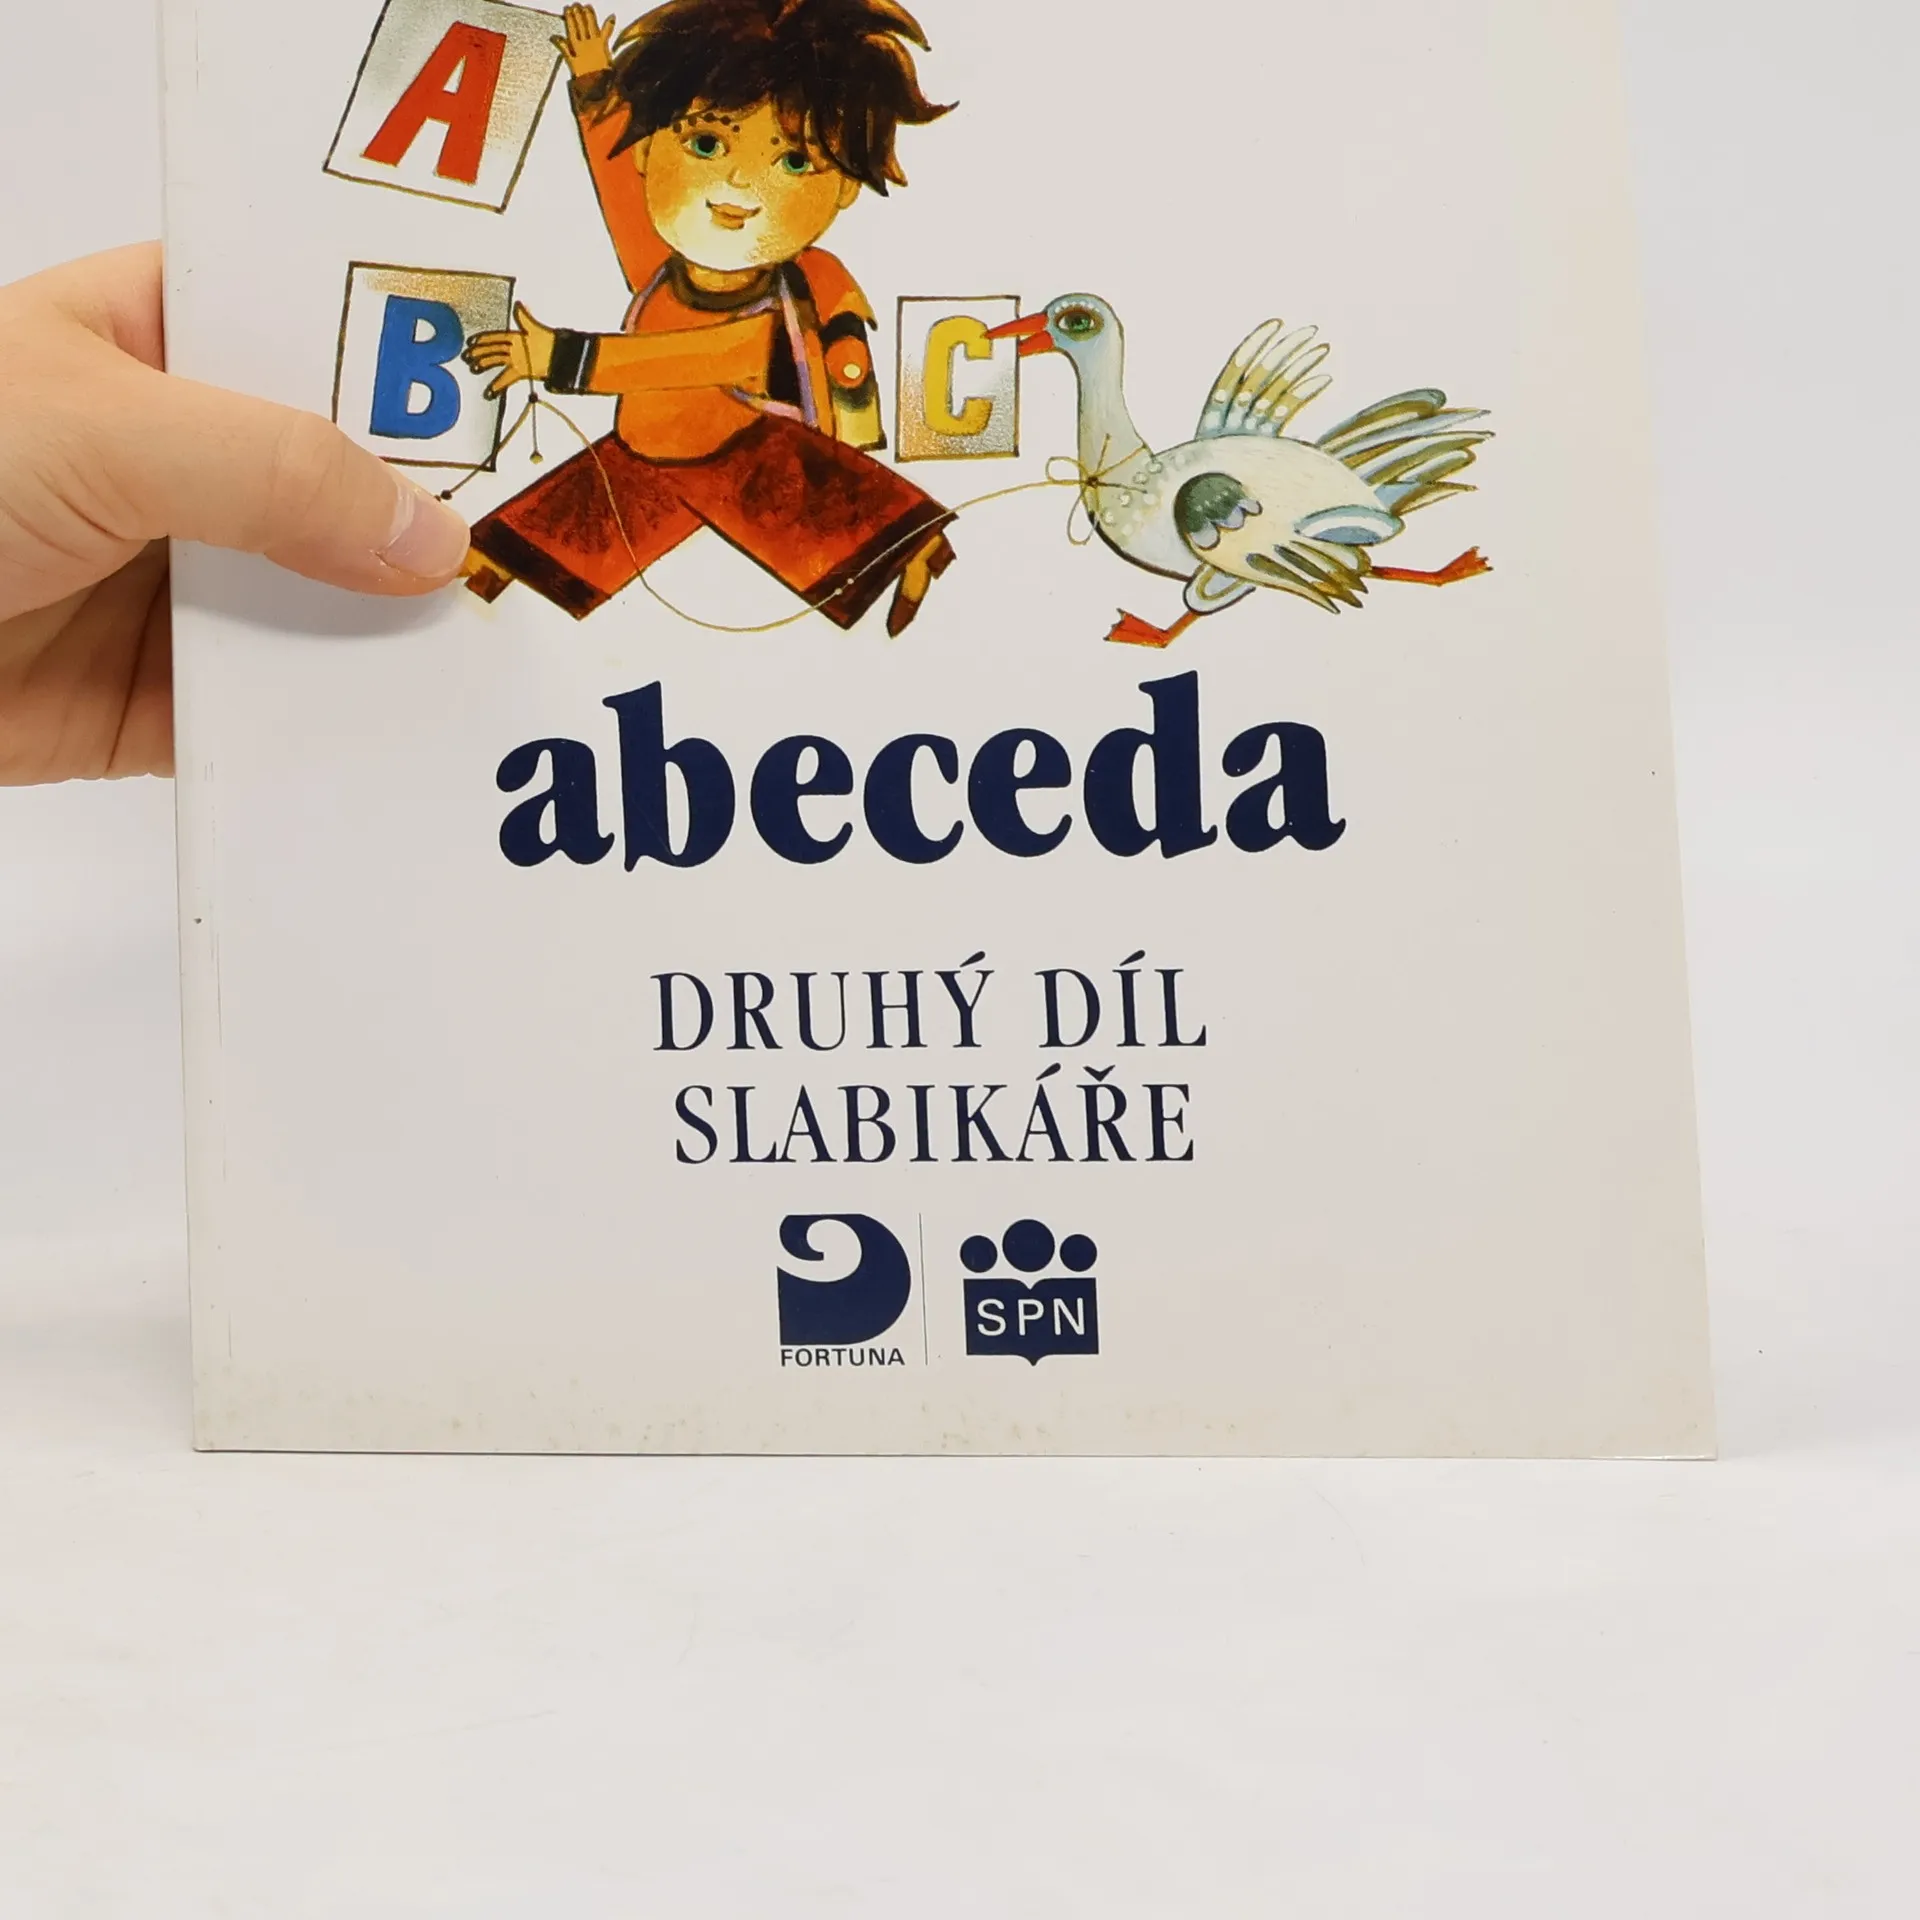 A
B C
abeceda
DRUHÝ DÍL
SLABIKÁŘE
FORTUNA
SPN